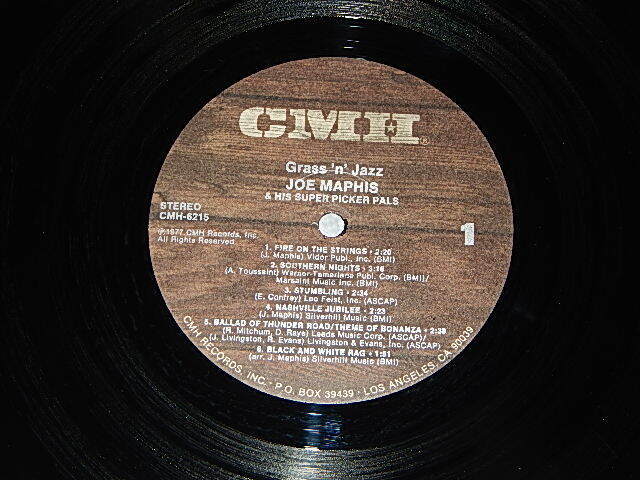 CMH®
Grass 'n' Jazz
JOE MAPHIS
& HIS SUPER PICKER PALS
STEREO
CMH-6215
℗1977 CMH Records, Inc.
All Rights Reserved
1
1. FIRE ON THE STRINGS • 2:20
(J. Maphis) Vidor Publ., Inc. (BMI)
2. SOUTHERN NIGHTS • 3:16
(A. Toussaint) Warner-Tamerlane Publ. Corp. (BMI)/
Marsaint Music Inc. (BMI)
3. STUMBLING • 2:34
(E. Confrey) Leo Feist, Inc. (ASCAP)
4. NASHVILLE JUBILEE • 2:23
(J. Maphis) Silverhill Music (BMI)
5. BALLAD OF THUNDER ROAD/THEME OF BONANZA • 2:38
(R. Mitchum, D. Raye) Leeds Music Corp. (ASCAP)/
(J. Livingston, R. Evans) Livingston & Evans, Inc. (ASCAP)
6. BLACK AND WHITE RAG • 1:51
(arr. J. Maphis) Silverhill Music (BMI)
CMH RECORDS, INC. • P.O. BOX 39439 • LOS ANGELES, CA 90039